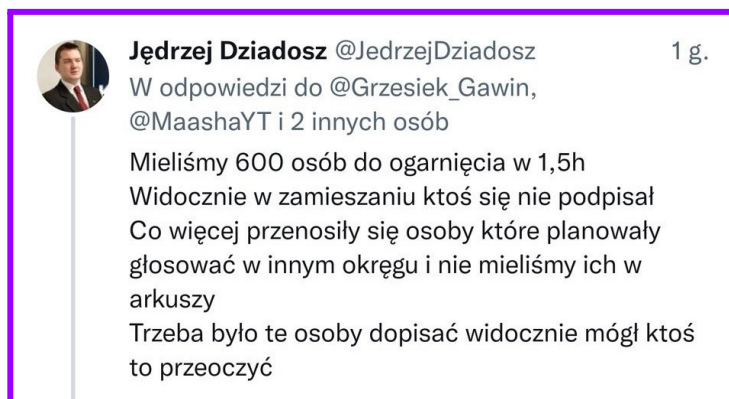 Jędrzej Dziadosz @JedrzejDziadosz 1 g.
W odpowiedzi do @Grzesiek_Gawin,
@MaashaYT i 2 innych osób
Mieliśmy 600 osób do ogarnięcia w 1,5h
Widocznie w zamieszaniu ktoś się nie podpisał
Co więcej przenosiły się osoby które planowały
głosować w innym okręgu i nie mieliśmy ich w
arkuszy
Trzeba było te osoby dopisać widocznie mógł ktoś
to przeoczyć